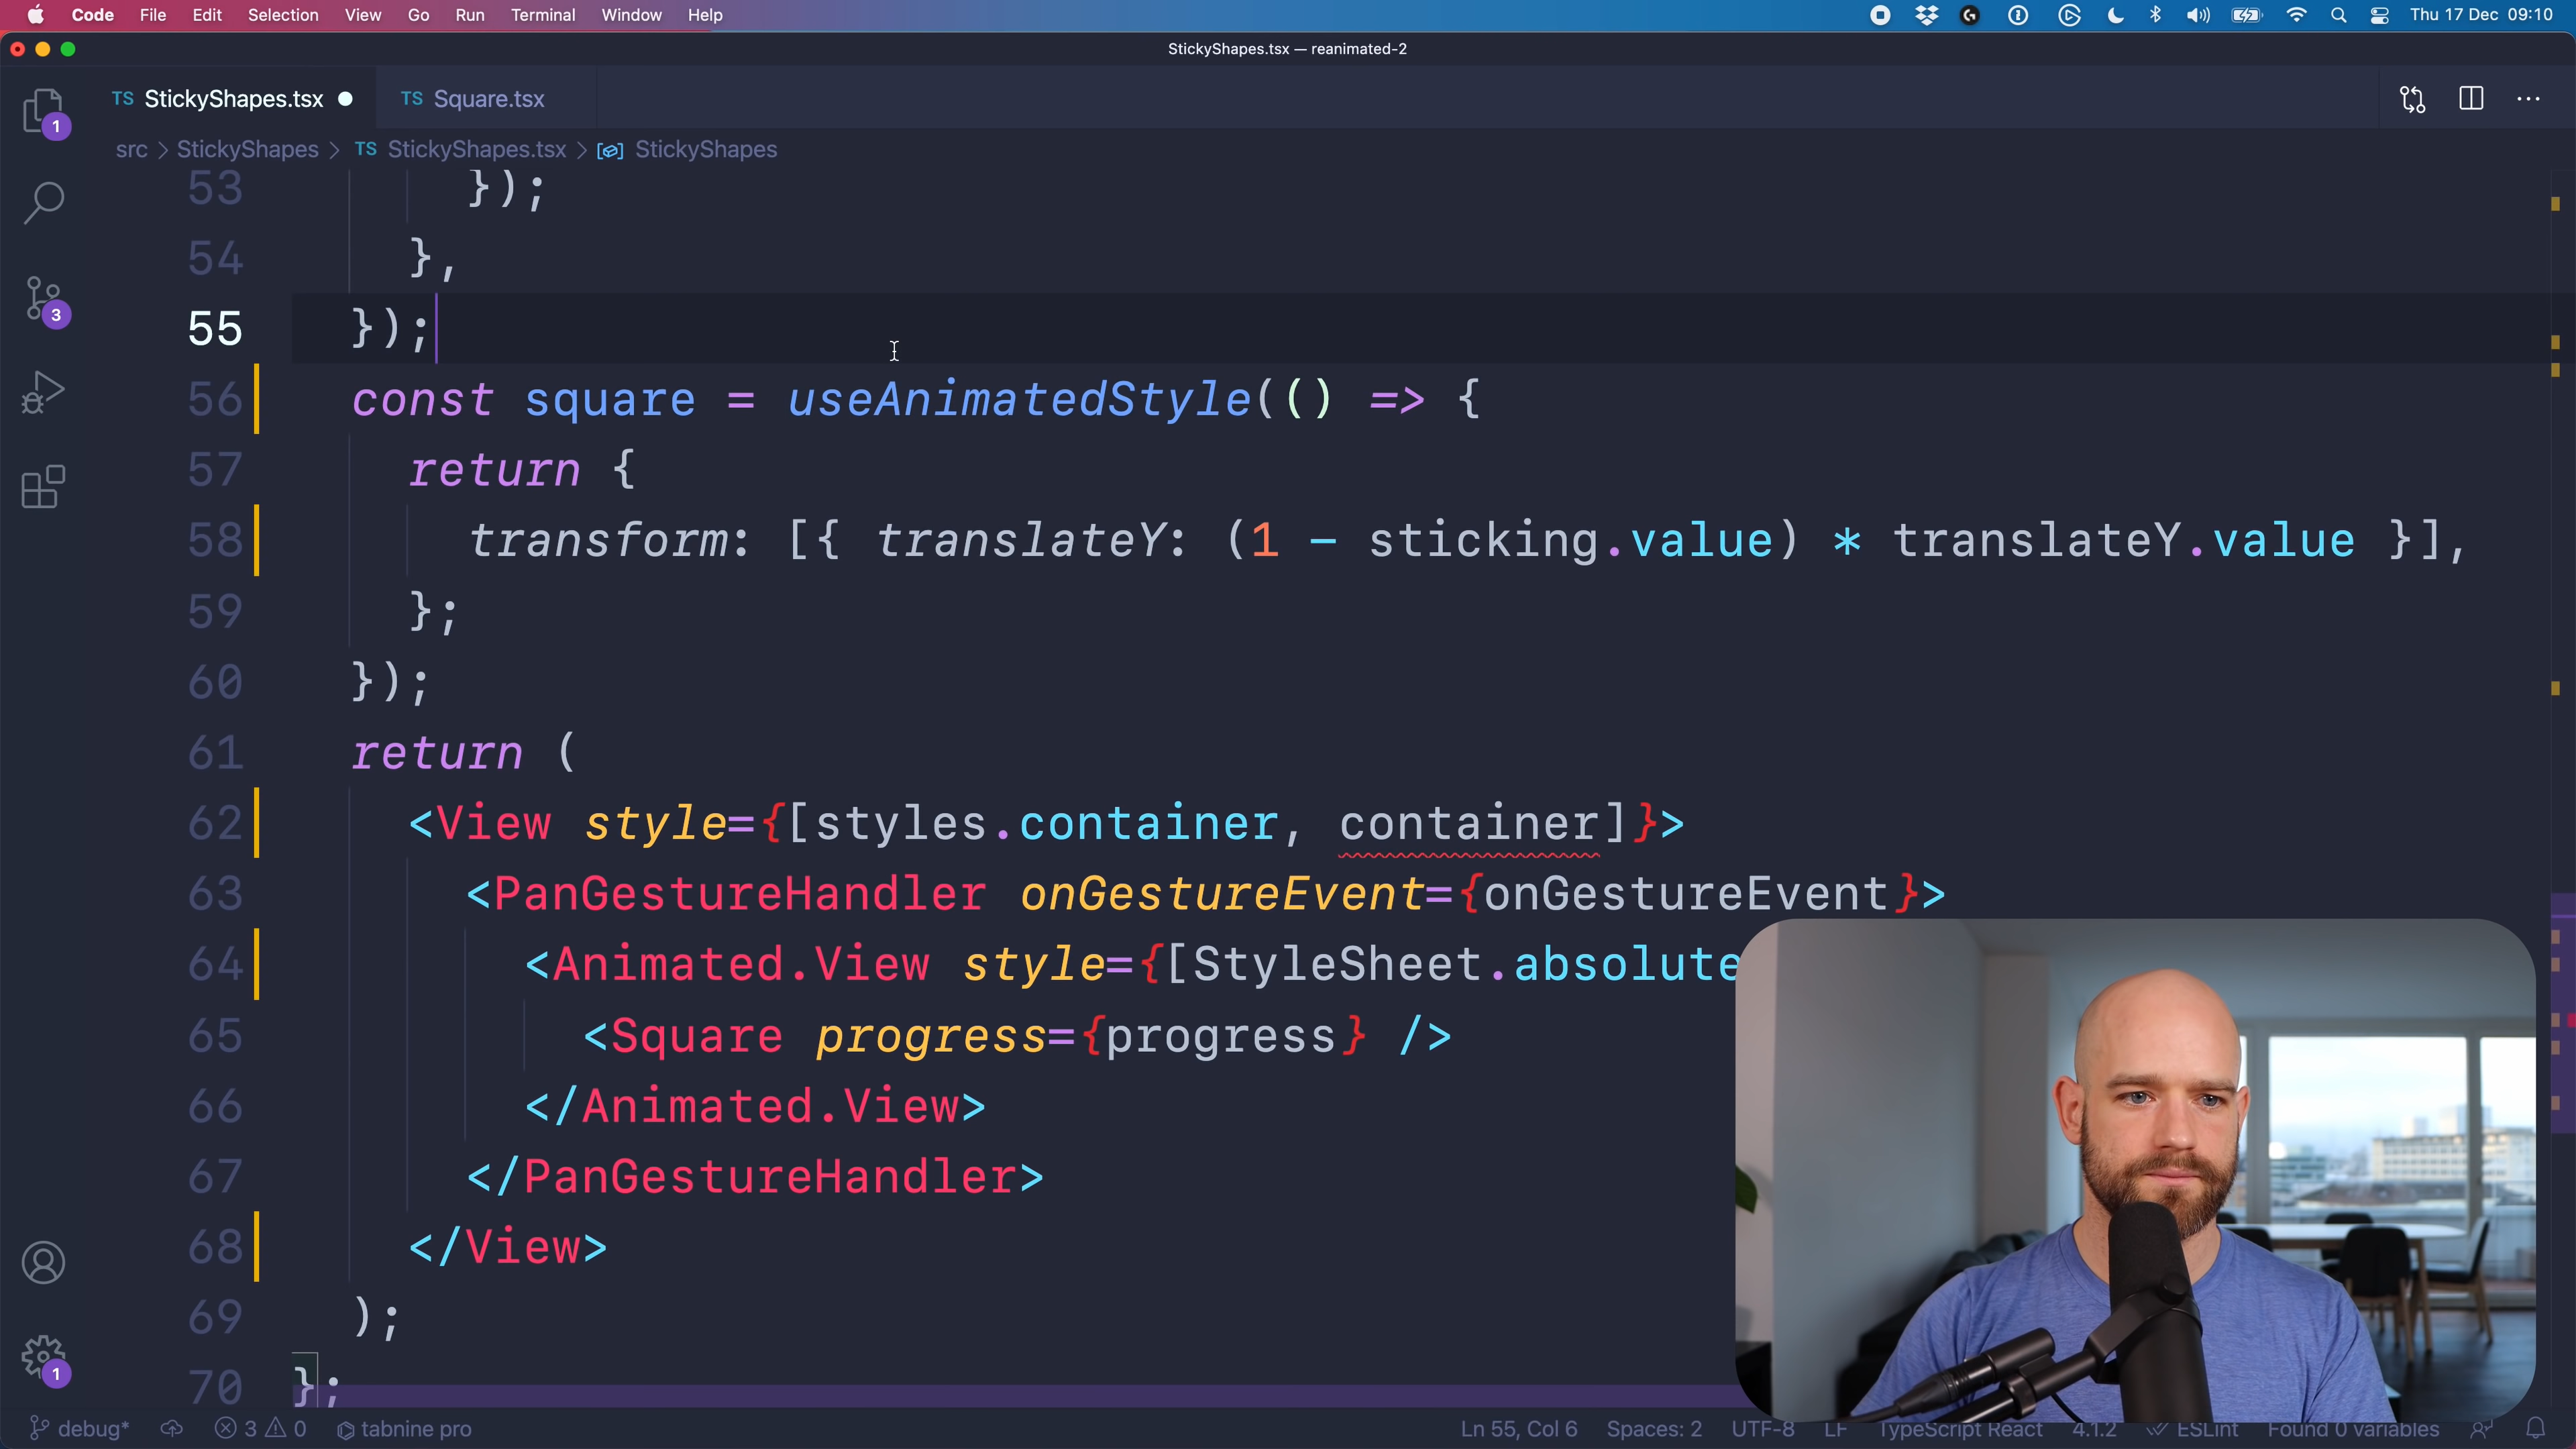 Code File Edit Selection View Go Run Terminal Window Help Thu 17 Dec 09:10
StickyShapes.tsx — reanimated-2
TS StickyShapes.tsx TS Square.tsx
src > StickyShapes > TS StickyShapes.tsx > StickyShapes
53 });
54 },
55 });
56 const square = useAnimatedStyle(() => {
57 return {
58 transform: [{ translateY: (1 - sticking.value) * translateY.value }],
59 };
60 });
61 return (
62 <View style={[styles.container, container]}>
63 <PanGestureHandler onGestureEvent={onGestureEvent}>
64 <Animated.View style={[StyleSheet.absolute
65 <Square progress={progress} />
66 </Animated.View>
67 </PanGestureHandler>
68 </View>
69 );
70 };
1
3
1
debug* 3 0 tabnine pro Ln 55, Col 6 Spaces: 2 UTF-8 LF TypeScript React 4.1.2 ESLint Found 0 variables